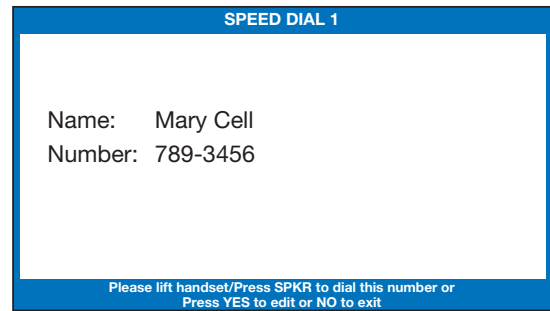 SPEED DIAL 1
Name: Mary Cell
Number: 789-3456
Please lift handset/Press SPKR to dial this number or
Press YES to edit or NO to exit